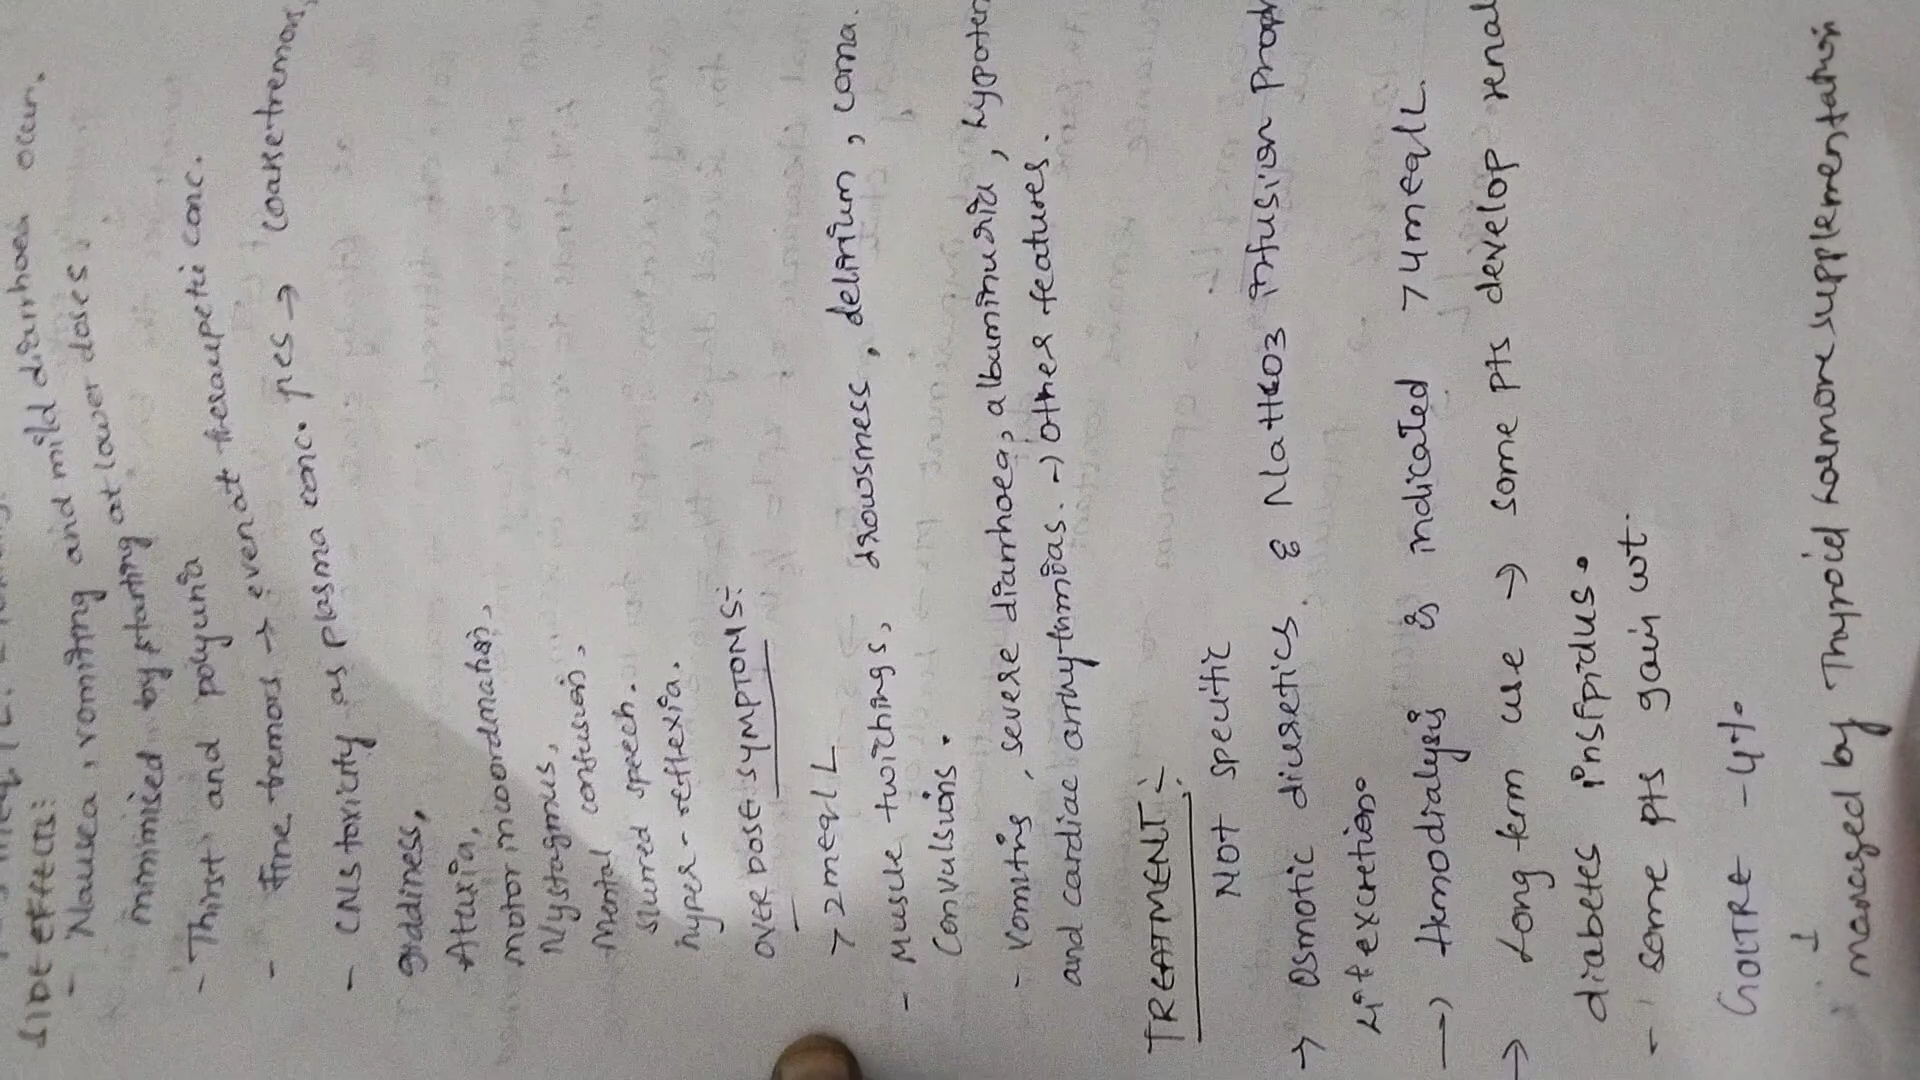 SIDE EFFECTS:
- Nausea, vomiting and mild diarrhoea occur.
minimised by starting at lower doses.
- Thirst and polyuria
- Fine tremors → even at theraupetic conc.
- CNS toxicity as plasma conc. ↑ces → coarse tremors,
giddiness,
Ataxia,
motor incoordination,
Nystagmus,
Mental confusion,
slurred speech.
hyper-reflexia.
OVER DOSE SYMPTOMS:
> 2meq/L
- Muscle twitchings, drowsiness, delirium, coma.
Convulsions.
- Vomiting, severe diarrhoea, albuminuria, hypoten
and cardiac arrhythmias. → other features.
TREATMENT:
NOT specific
→ Osmotic diuretics. & NaHCO3 infusion prom
Li+ excretion.
→ Hemodialysis is indicated > 4meq/L.
→ Long term use → some pts develop renal
diabetes insipidus.
- some pts gain wt.
GOITRE - 4%
↓
managed by Thyroid hormone supplementation